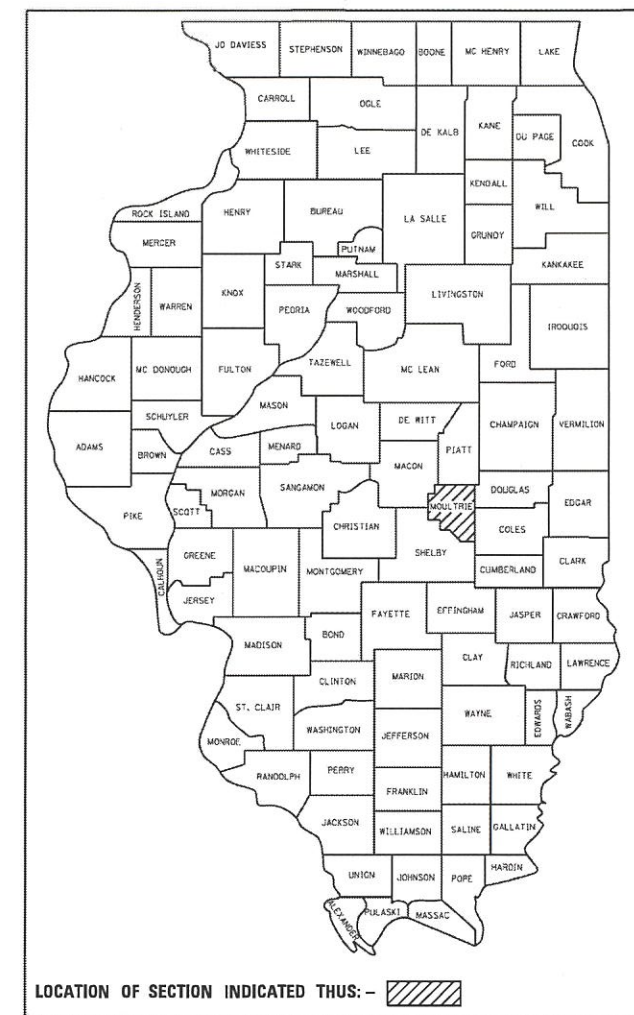 JO DAVIESS STEPHENSON WINNEBAGO BOONE MC HENRY LAKE
CARROLL OGLE DE KALB KANE DU PAGE COOK
WHITESIDE LEE
KENDALL WILL
ROCK ISLAND HENRY BUREAU LA SALLE GRUNDY
MERCER PUTNAM KANKAKEE
STARK MARSHALL
HENDERSON WARREN KNOX PEORIA WOODFORD LIVINGSTON IROQUOIS
HANCOCK MC DONOUGH FULTON TAZEWELL MC LEAN FORD
SCHUYLER MASON LOGAN DE WITT CHAMPAIGN VERMILION
ADAMS BROWN CASS MENARD MACON PIATT
PIKE SCOTT MORGAN SANGAMON CHRISTIAN MOULTRIE DOUGLAS EDGAR
COLES
CALHOUN GREENE MACOUPIN MONTGOMERY SHELBY CUMBERLAND CLARK
JERSEY FAYETTE EFFINGHAM JASPER CRAWFORD
MADISON BOND CLAY RICHLAND LAWRENCE
CLINTON MARION
ST. CLAIR WASHINGTON JEFFERSON WAYNE EDWARDS WABASH
MONROE
RANDOLPH PERRY FRANKLIN HAMILTON WHITE
JACKSON WILLIAMSON SALINE GALLATIN
UNION JOHNSON POPE HARDIN
ALEXANDER PULASKI MASSAC
LOCATION OF SECTION INDICATED THUS: -